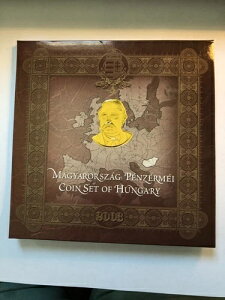 Magyarország Pénzérméi
Coin Set of Hungary
2008